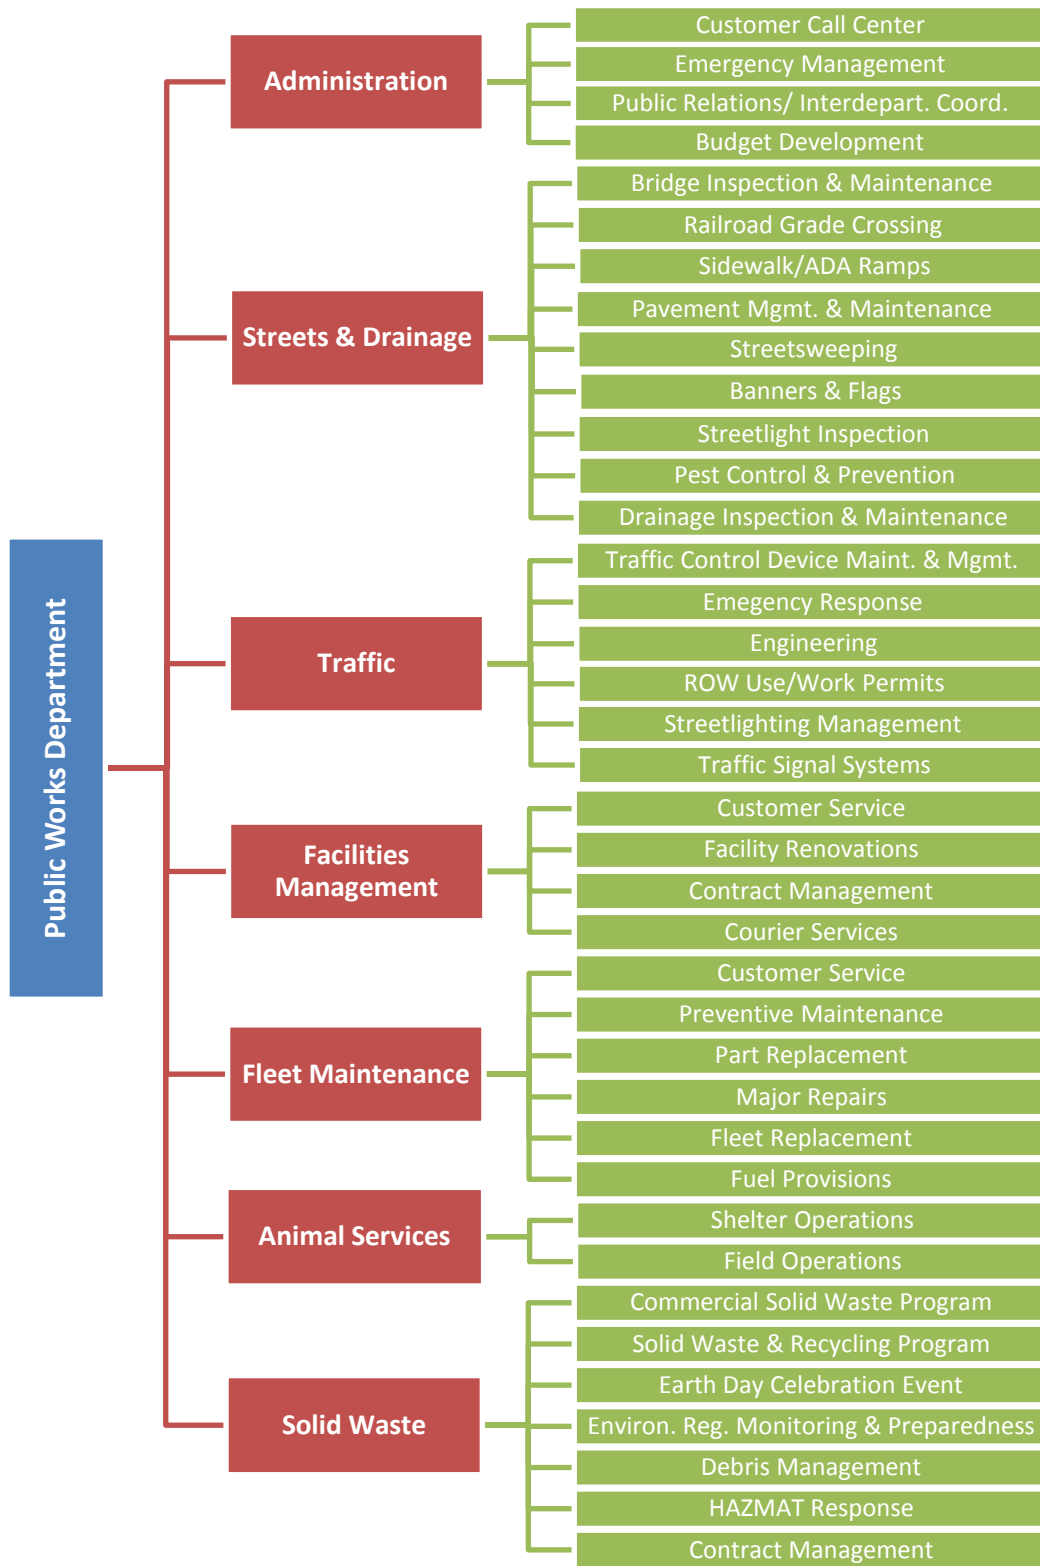 Public Works Department
Administration
Customer Call Center
Emergency Management
Public Relations/ Interdepart. Coord.
Budget Development
Streets & Drainage
Bridge Inspection & Maintenance
Railroad Grade Crossing
Sidewalk/ADA Ramps
Pavement Mgmt. & Maintenance
Streetsweeping
Banners & Flags
Streetlight Inspection
Pest Control & Prevention
Drainage Inspection & Maintenance
Traffic
Traffic Control Device Maint. & Mgmt.
Emegency Response
Engineering
ROW Use/Work Permits
Streetlighting Management
Traffic Signal Systems
Facilities
Management
Customer Service
Facility Renovations
Contract Management
Courier Services
Fleet Maintenance
Customer Service
Preventive Maintenance
Part Replacement
Major Repairs
Fleet Replacement
Fuel Provisions
Animal Services
Shelter Operations
Field Operations
Solid Waste
Commercial Solid Waste Program
Solid Waste & Recycling Program
Earth Day Celebration Event
Environ. Reg. Monitoring & Preparedness
Debris Management
HAZMAT Response
Contract Management